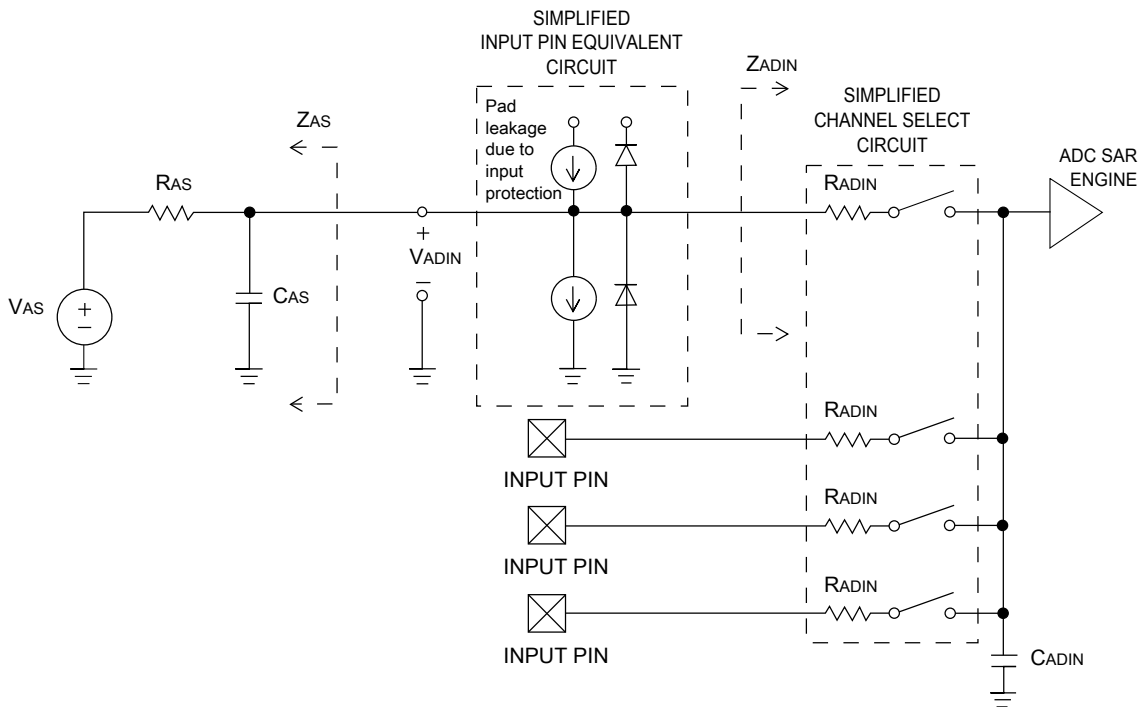 SIMPLIFIED
INPUT PIN EQUIVALENT
CIRCUIT
ZADIN
SIMPLIFIED
CHANNEL SELECT
CIRCUIT
Pad
leakage
due to
input
protection
ZAS
ADC SAR
ENGINE
RAS
RADIN
+
VADIN
–
VAS
+
–
CAS
RADIN
INPUT PIN
RADIN
INPUT PIN
RADIN
INPUT PIN
CADIN